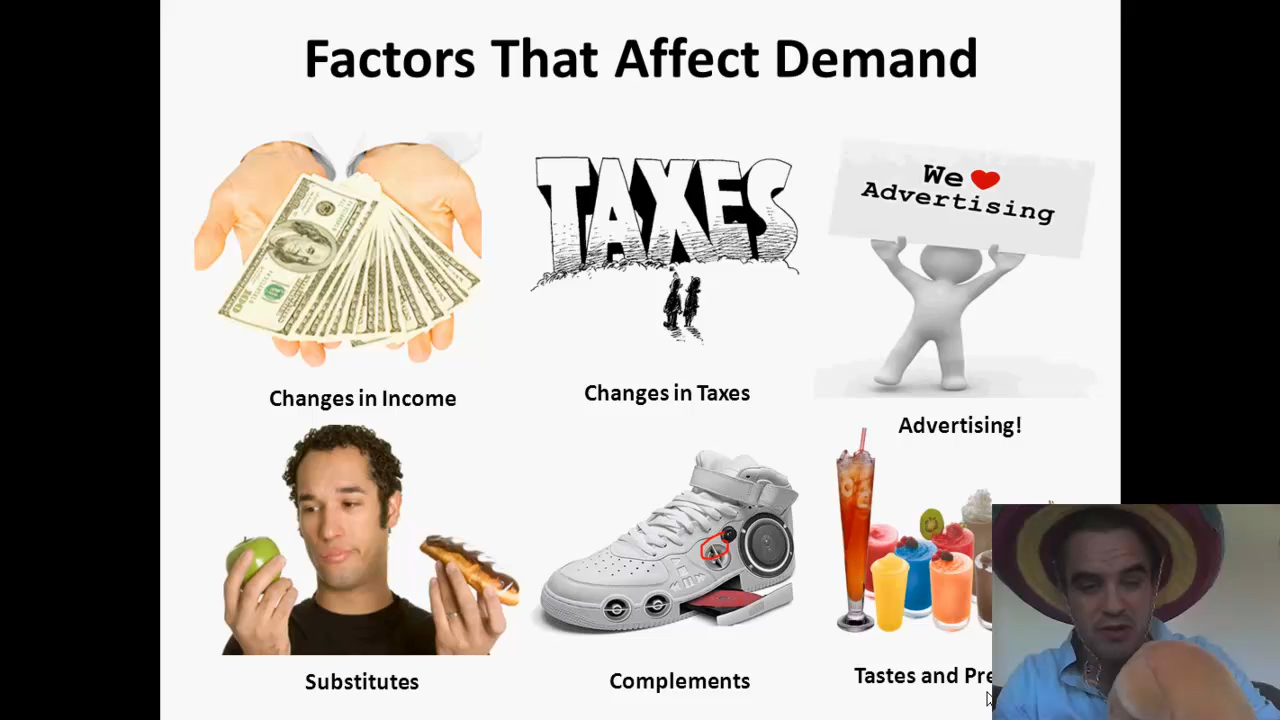 Factors That Affect Demand
TAXES
We
Advertising
Changes in Income
Changes in Taxes
Advertising!
Substitutes
Complements
Tastes and Pre